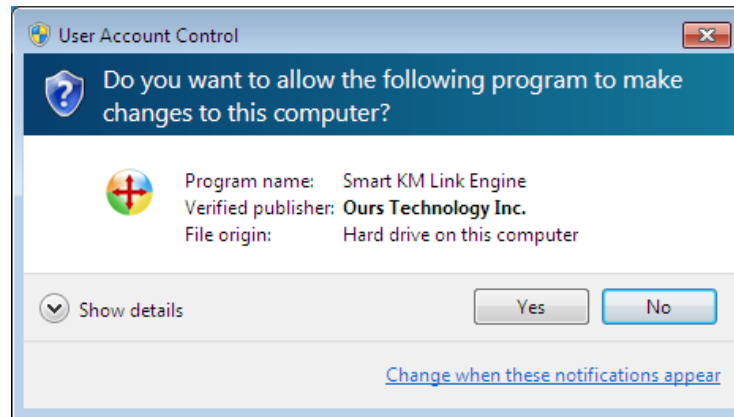 User Account Control
Do you want to allow the following program to make
changes to this computer?
Program name: Smart KM Link Engine
Verified publisher: Ours Technology Inc.
File origin: Hard drive on this computer
Show details Yes No
Change when these notifications appear